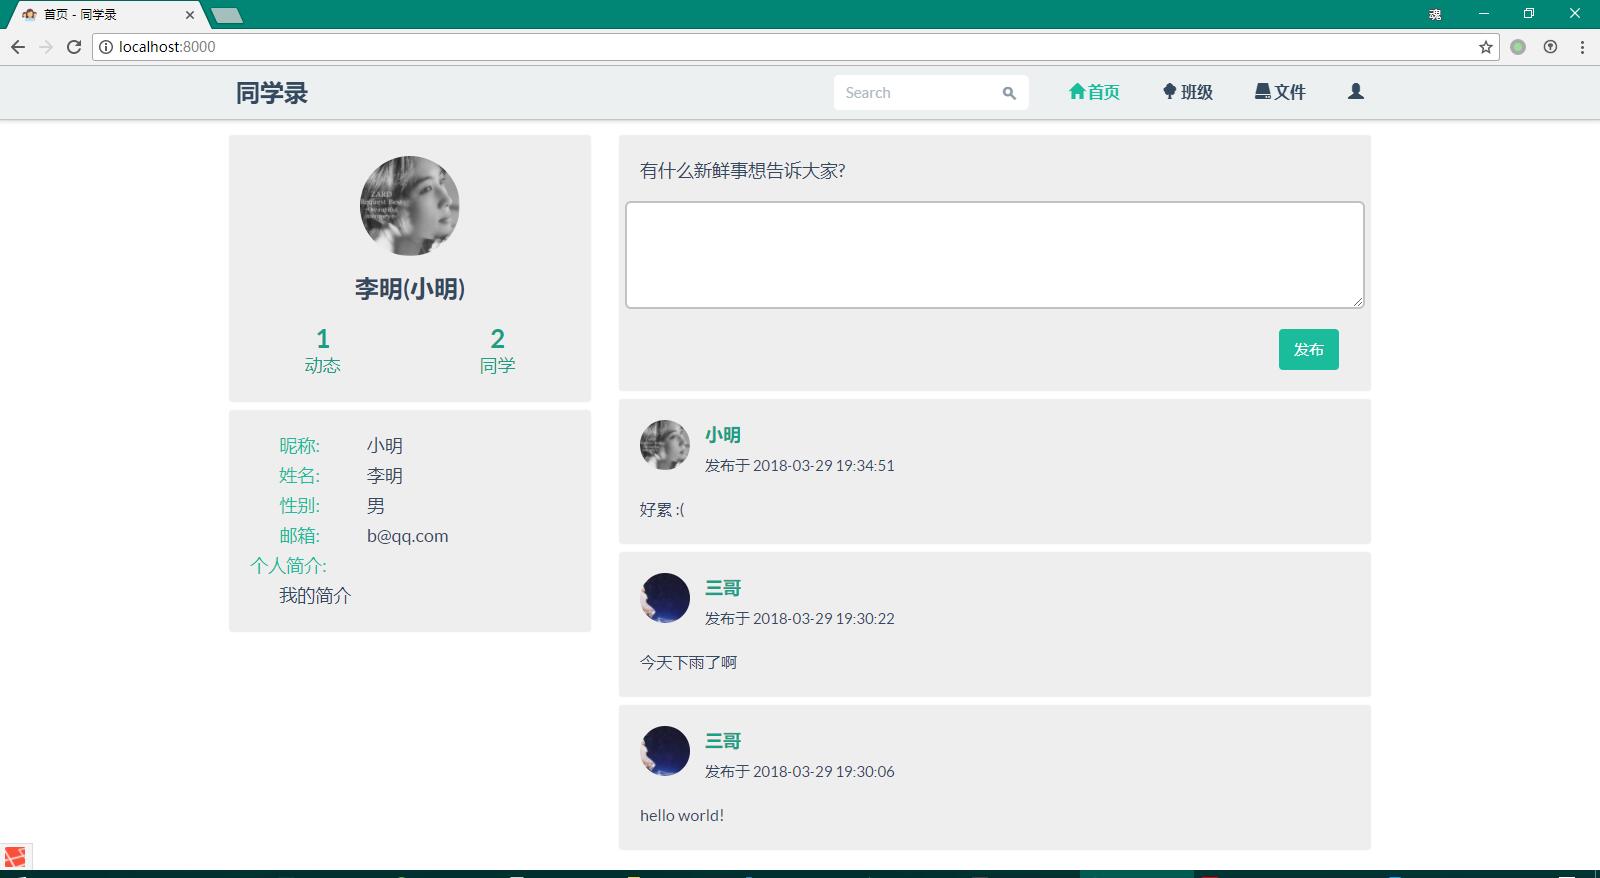 首页 - 同学录
魂
localhost:8000
同学录
Search
首页
班级
文件
李明(小明)
1
动态
2
同学
昵称: 小明
姓名: 李明
性别: 男
邮箱: b@qq.com
个人简介:
我的简介
有什么新鲜事想告诉大家?
发布
小明
发布于 2018-03-29 19:34:51
好累 :(
三哥
发布于 2018-03-29 19:30:22
今天下雨了啊
三哥
发布于 2018-03-29 19:30:06
hello world!